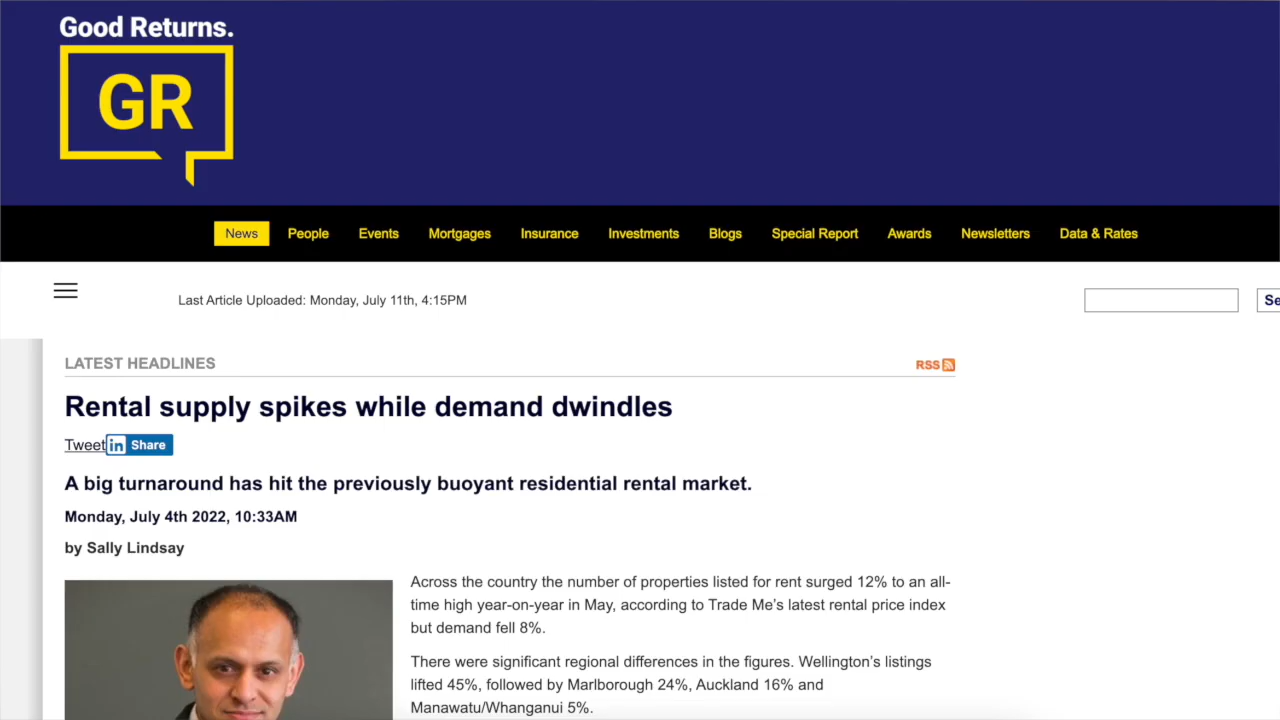 Good Returns.
GR
News People Events Mortgages Insurance Investments Blogs Special Report Awards Newsletters Data & Rates
Last Article Uploaded: Monday, July 11th, 4:15PM
Se
LATEST HEADLINES
RSS
Rental supply spikes while demand dwindles
Tweet in Share
A big turnaround has hit the previously buoyant residential rental market.
Monday, July 4th 2022, 10:33AM
by Sally Lindsay
Across the country the number of properties listed for rent surged 12% to an all-
time high year-on-year in May, according to Trade Me’s latest rental price index
but demand fell 8%.
There were significant regional differences in the figures. Wellington’s listings
lifted 45%, followed by Marlborough 24%, Auckland 16% and
Manawatu/Whanganui 5%.